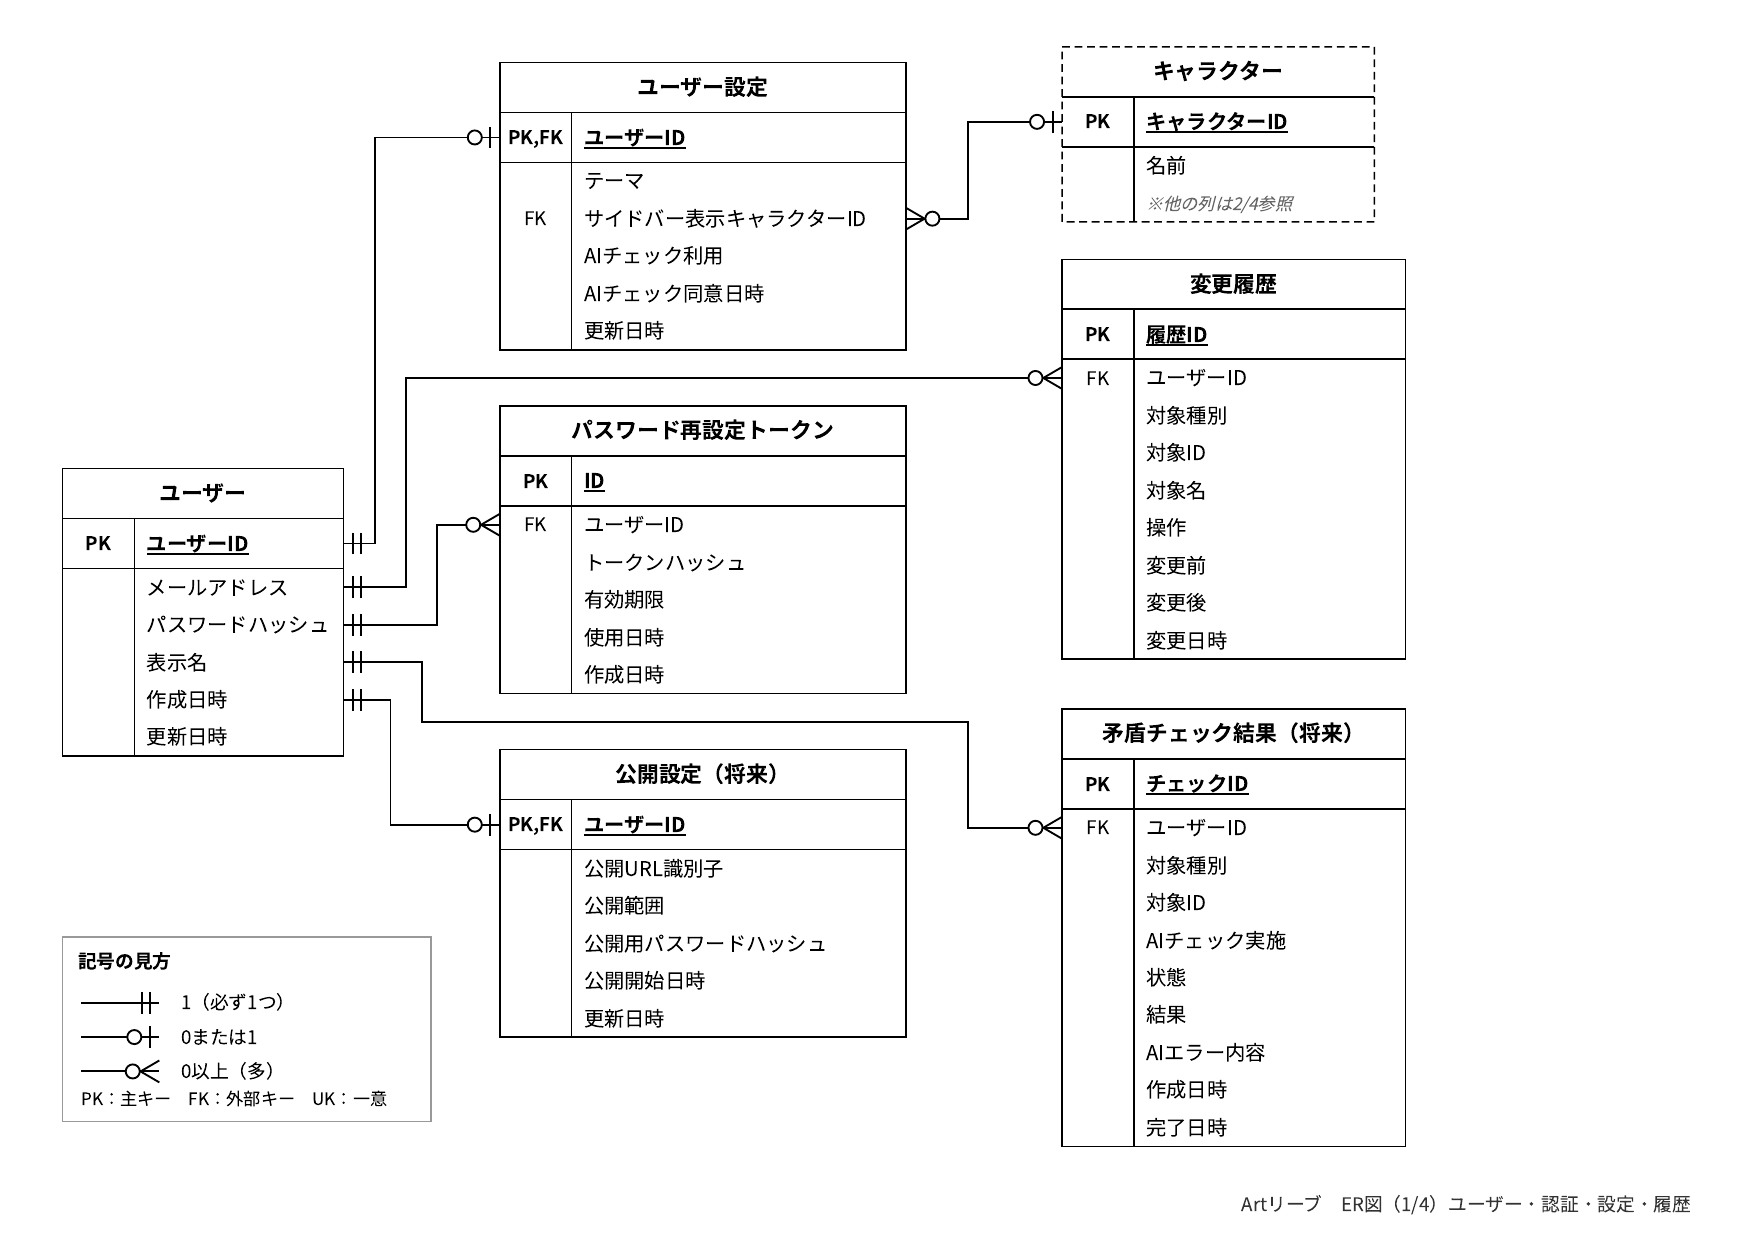 ユーザー設定
PK,FK ユーザーID
テーマ
FK サイドバー表示キャラクターID
AIチェック利用
AIチェック同意日時
更新日時
キャラクター
PK キャラクターID
名前
※他の列は2/4参照
変更履歴
PK 履歴ID
FK ユーザーID
対象種別
対象ID
対象名
操作
変更前
変更後
変更日時
パスワード再設定トークン
PK ID
FK ユーザーID
トークンハッシュ
有効期限
使用日時
作成日時
ユーザー
PK ユーザーID
メールアドレス
パスワードハッシュ
表示名
作成日時
更新日時
公開設定（将来）
PK,FK ユーザーID
公開URL識別子
公開範囲
公開用パスワードハッシュ
公開開始日時
更新日時
矛盾チェック結果（将来）
PK チェックID
FK ユーザーID
対象種別
対象ID
AIチェック実施
状態
結果
AIエラー内容
作成日時
完了日時
記号の見方
1（必ず1つ）
0または1
0以上（多）
PK：主キー　FK：外部キー　UK：一意
Artリーブ　ER図（1/4）ユーザー・認証・設定・履歴